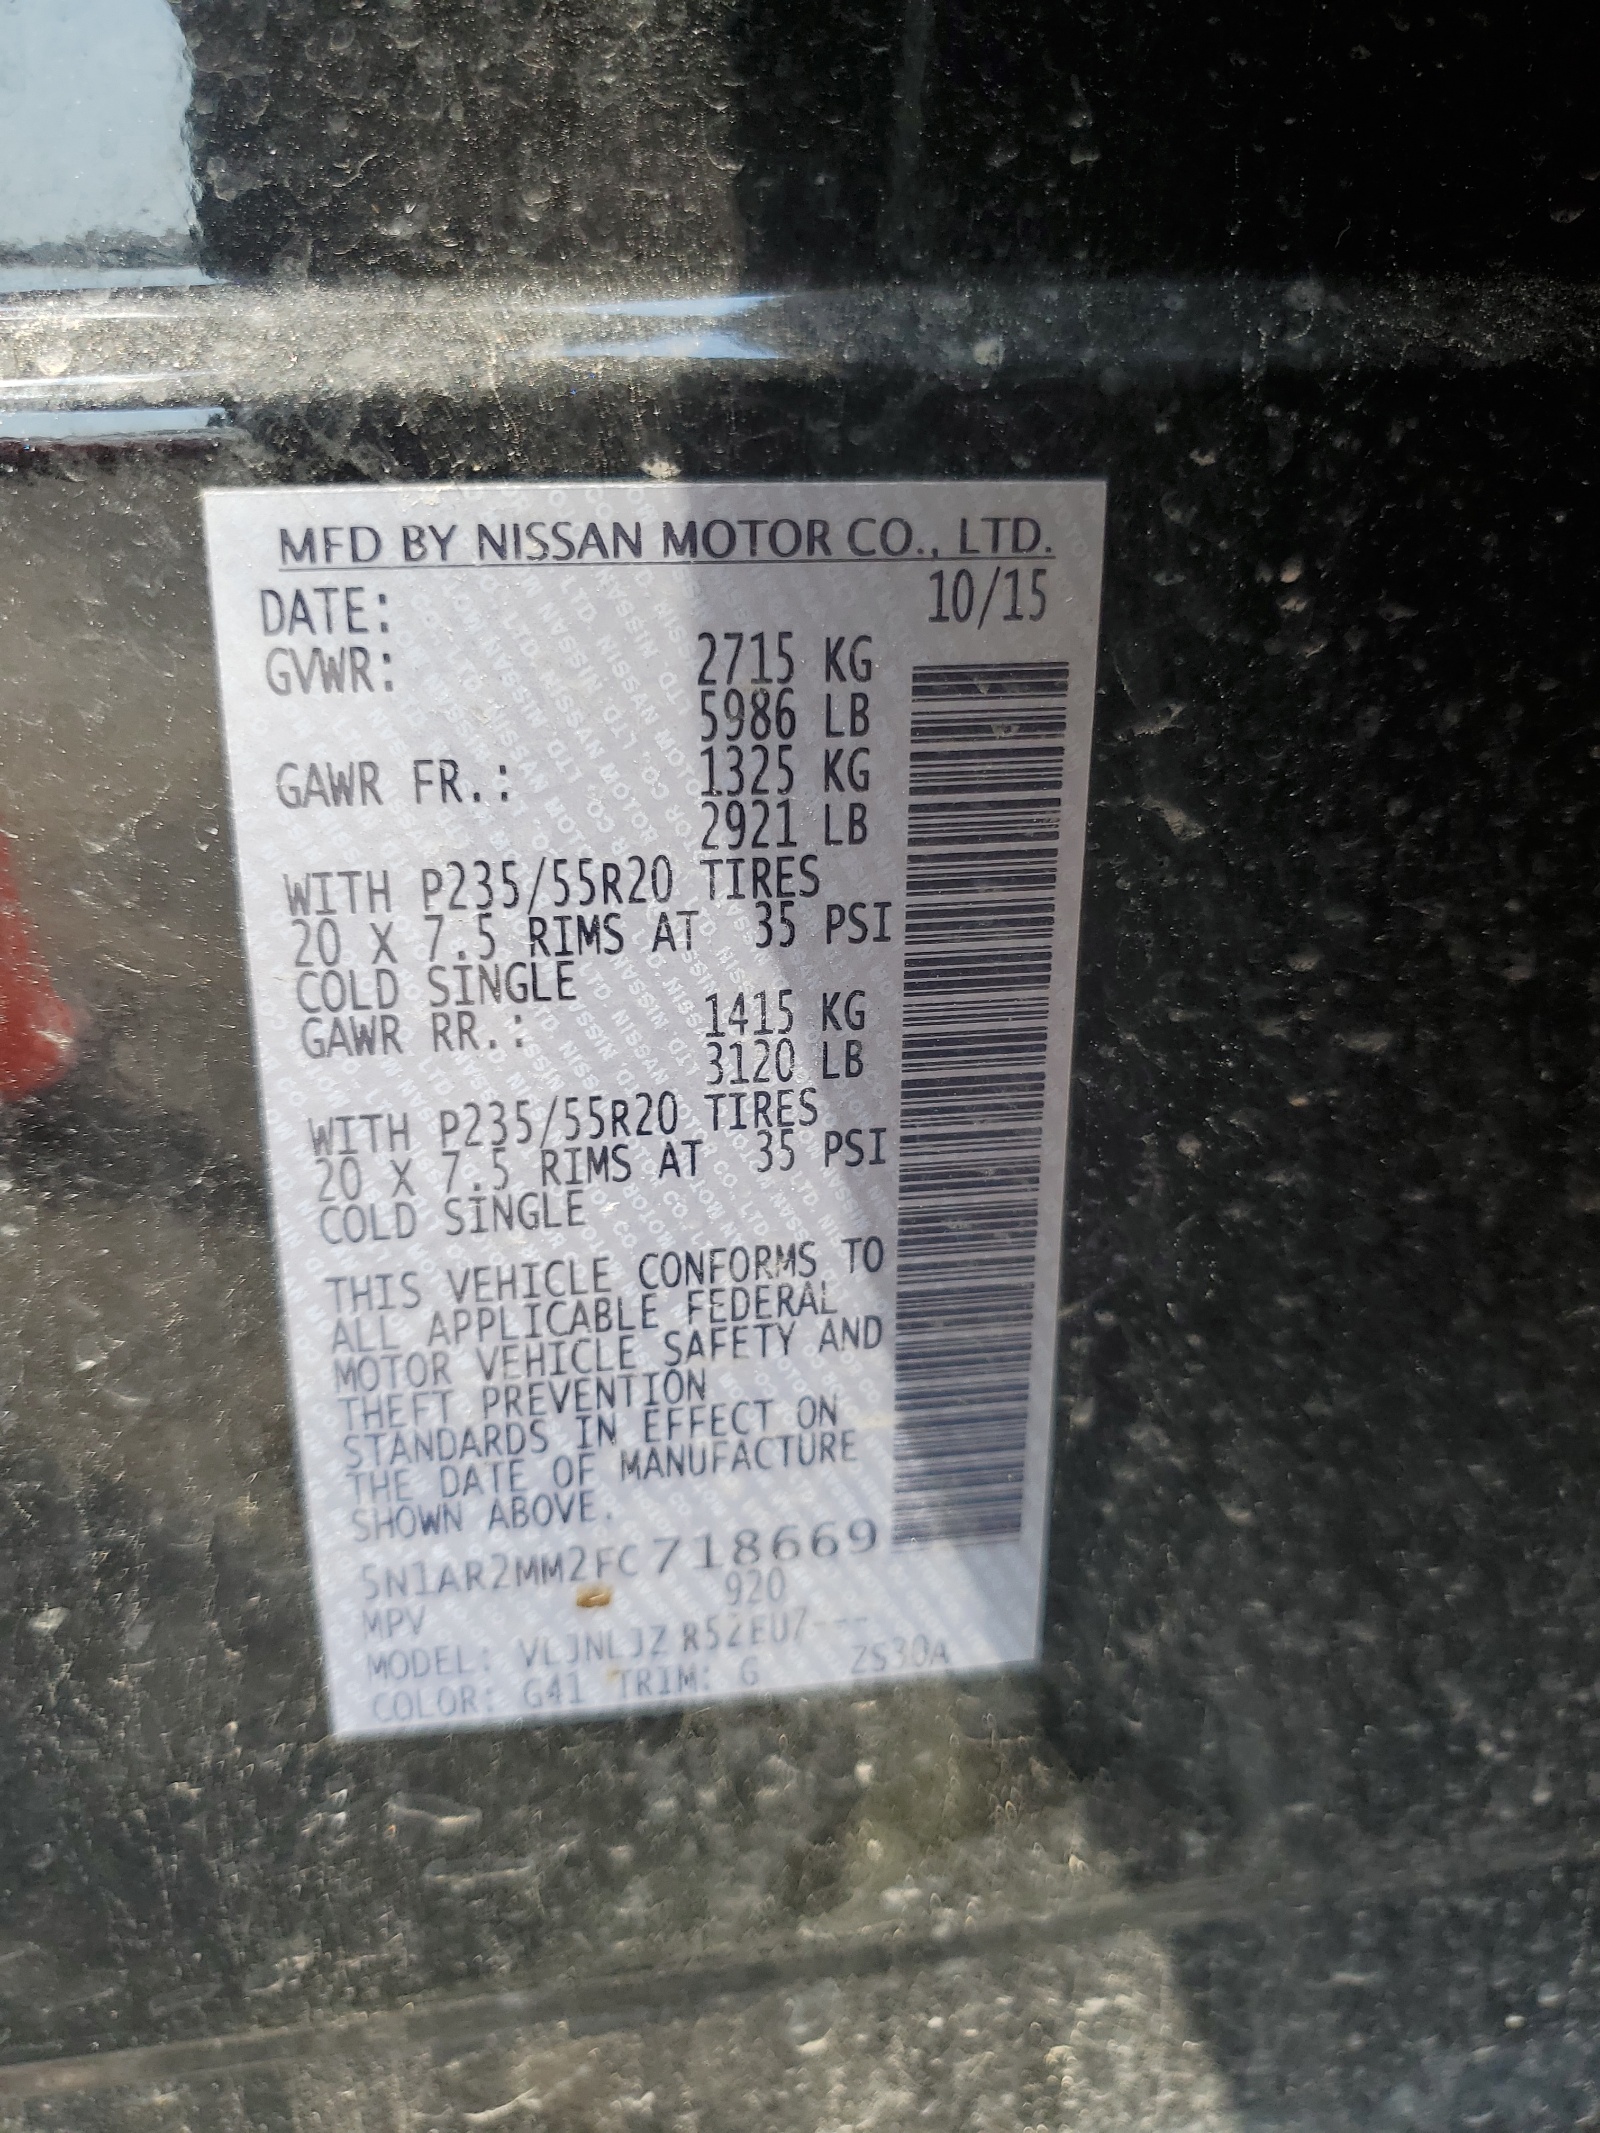 MFD BY NISSAN MOTOR CO., LTD.
DATE: 10/15
GVWR: 2715 KG
5986 LB
GAWR FR.: 1325 KG
2921 LB
WITH P235/55R20 TIRES
20 X 7.5 RIMS AT 35 PSI
COLD SINGLE
GAWR RR.: 1415 KG
3120 LB
WITH P235/55R20 TIRES
20 X 7.5 RIMS AT 35 PSI
COLD SINGLE
THIS VEHICLE CONFORMS TO
ALL APPLICABLE FEDERAL
MOTOR VEHICLE SAFETY AND
THEFT PREVENTION
STANDARDS IN EFFECT ON
THE DATE OF MANUFACTURE
SHOWN ABOVE.
5N1AR2MM2FC718669
MPV 920
MODEL:
COLOR: G41 TRIM: G ZS30A